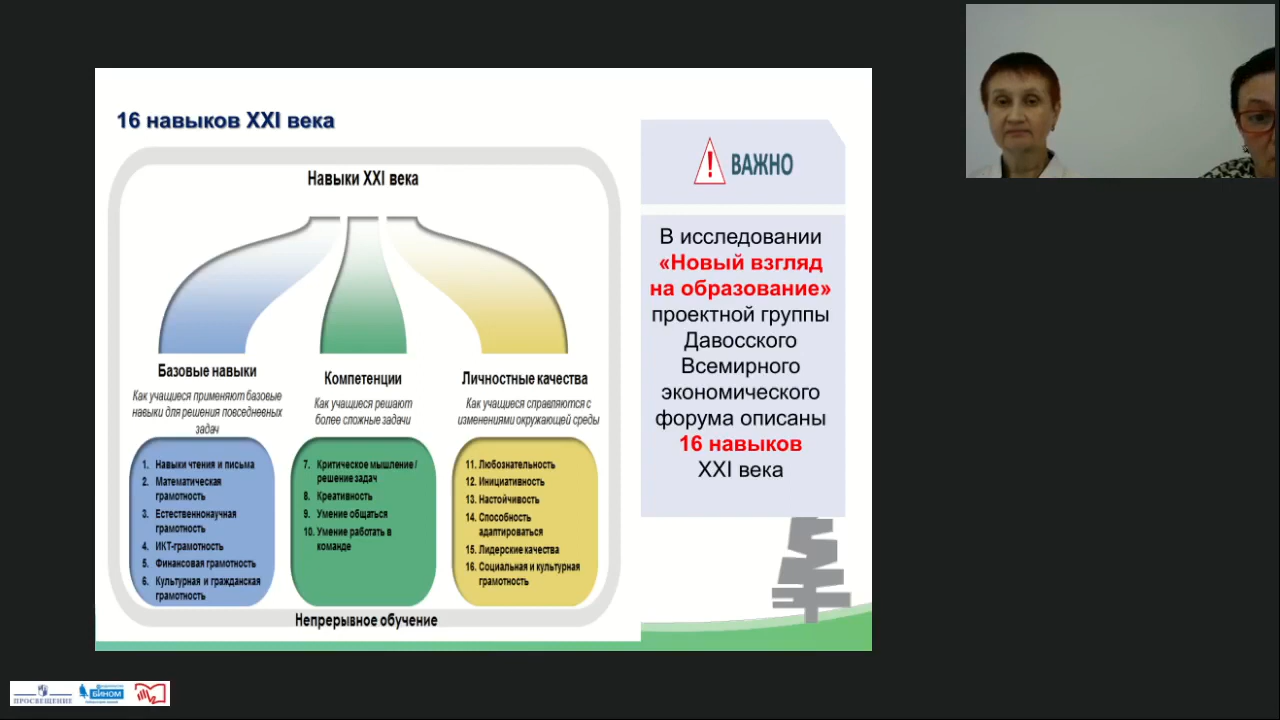 16 навыков XXI века
Навыки XXI века
Базовые навыки
Как учащиеся применяют базовые
навыки для решения повседневных
задач
1. Навыки чтения и письма
2. Математическая
грамотность
3. Естественнонаучная
грамотность
4. ИКТ-грамотность
5. Финансовая грамотность
6. Культурная и гражданская
грамотность
Компетенции
Как учащиеся решают
более сложные задачи
7. Критическое мышление /
решение задач
8. Креативность
9. Умение общаться
10. Умение работать в
команде
Личностные качества
Как учащиеся справляются с
изменениями окружающей среды
11. Любознательность
12. Инициативность
13. Настойчивость
14. Способность
адаптироваться
15. Лидерские качества
16. Социальная и культурная
грамотность
Непрерывное обучение
ВАЖНО
В исследовании
«Новый взгляд
на образование»
проектной группы
Давосского
Всемирного
экономического
форума описаны
16 навыков
XXI века
ПРОСВЕЩЕНИЕ
БИНОМ